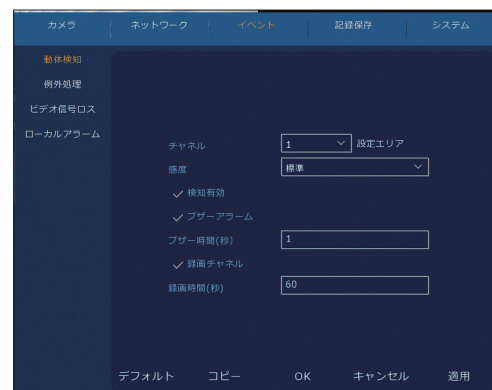 カメラ ネットワーク イベント 記録保存 システム
動体検知
例外処理
ビデオ信号ロス
ローカルアラーム
チャネル 1 設定エリア
感度 標準
検知有効
ブザーアラーム
ブザー時間(秒) 1
録画チャネル
録画時間(秒) 60
デフォルト コピー OK キャンセル 適用